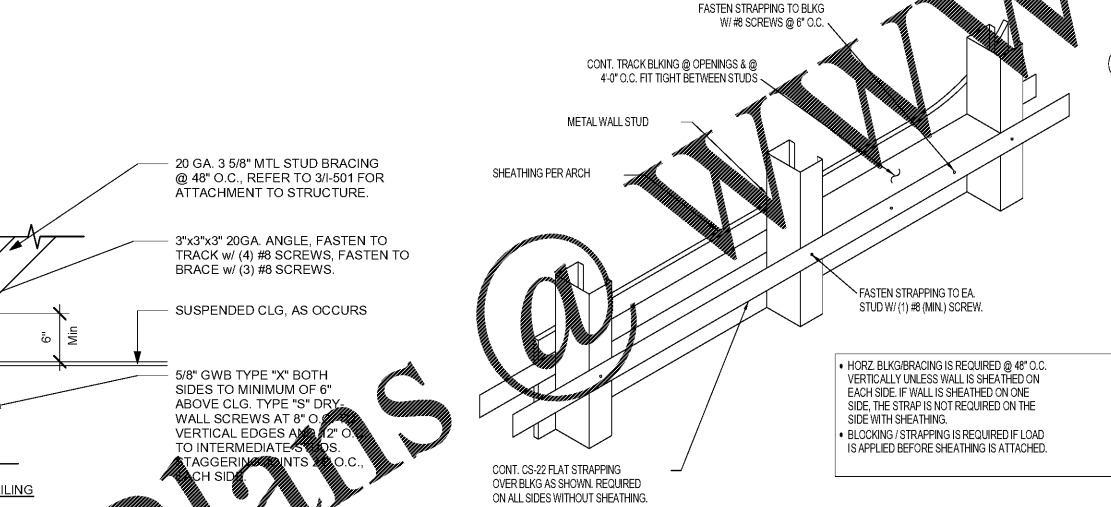 20 GA. 3 5/8" MTL STUD BRACING
@ 48" O.C., REFER TO 3/I-501 FOR
ATTACHMENT TO STRUCTURE.
3"x3"x3" 20GA. ANGLE, FASTEN TO
TRACK w/ (4) #8 SCREWS, FASTEN TO
BRACE w/ (3) #8 SCREWS.
SUSPENDED CLG, AS OCCURS
6"
Min
5/8" GWB TYPE "X" BOTH
SIDES TO MINIMUM OF 6"
ABOVE CLG. TYPE "S" DRY-
WALL SCREWS AT 8" O.C.
VERTICAL EDGES AND 12" O.C.
TO INTERMEDIATE STUDS.
STAGGERING JOINTS 24" O.C.,
EACH SIDE.
ILING
FASTEN STRAPPING TO BLKG
W/ #8 SCREWS @ 6" O.C.
CONT. TRACK BLKING @ OPENINGS & @
4'-0" O.C. FIT TIGHT BETWEEN STUDS
METAL WALL STUD
SHEATHING PER ARCH
FASTEN STRAPPING TO EA.
STUD W/ (1) #8 (MIN.) SCREW.
CONT. CS-22 FLAT STRAPPING
OVER BLKG AS SHOWN. REQUIRED
ON ALL SIDES WITHOUT SHEATHING.
• HORZ. BLKG/BRACING IS REQUIRED @ 48" O.C.
VERTICALLY UNLESS WALL IS SHEATHED ON
EACH SIDE. IF WALL IS SHEATHED ON ONE
SIDE, THE STRAP IS NOT REQUIRED ON THE
SIDE WITH SHEATHING.
• BLOCKING / STRAPPING IS REQUIRED IF LOAD
IS APPLIED BEFORE SHEATHING IS ATTACHED.
Plans @ www